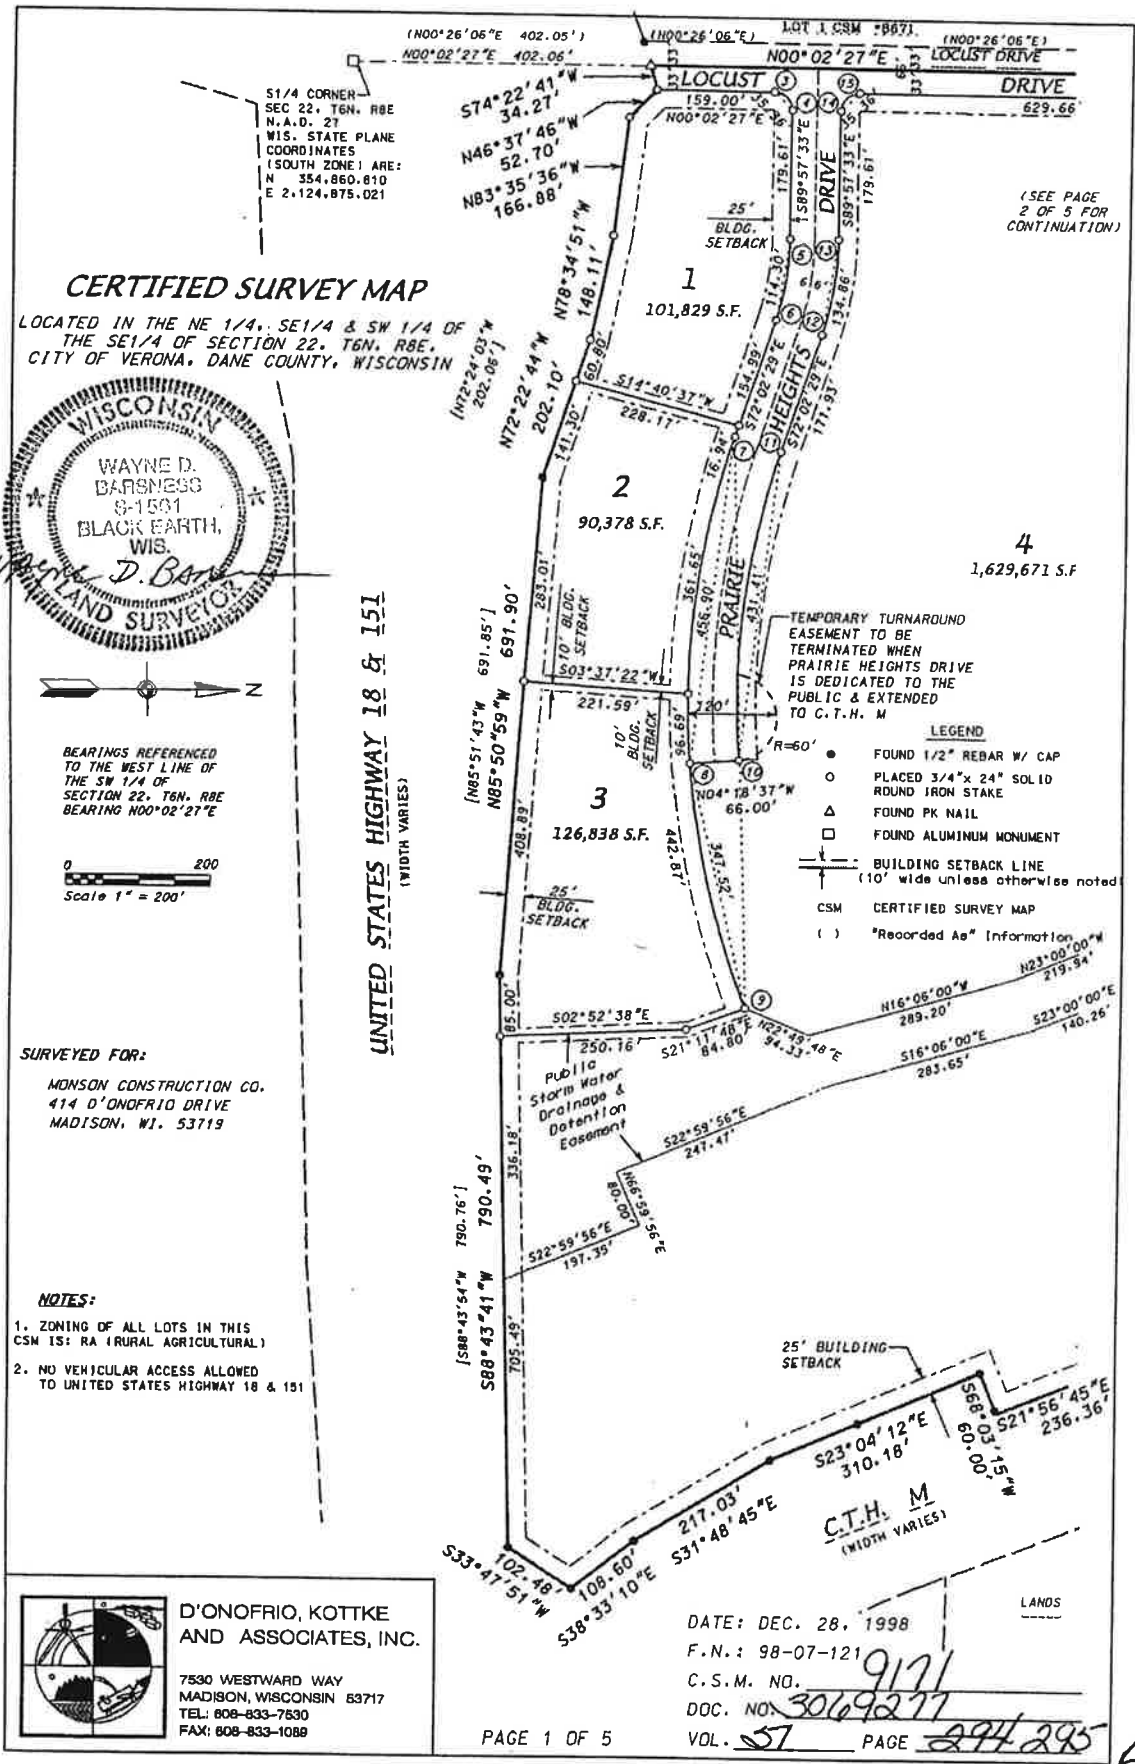 (N00°26'06"E 402.05')
N00°02'27"E 402.06'
(N00°26'06"E)
LOT 1 CSM #8671
(N00°26'06"E)
N00°02'27"E
LOCUST DRIVE
33' 33'
66'
33' 33'
LOCUST
DRIVE
629.66'
S1/4 CORNER
SEC 22, T6N, R8E
N.A.D. 27
WIS. STATE PLANE
COORDINATES
(SOUTH ZONE) ARE:
N 354,860.810
E 2,124,875.021
S74°22'41"W
34.27'
N46°37'46"W
52.70'
N83°35'36"W
166.88'
159.00'
N00°02'27"E
3
4
14
15
179.61'
S89°57'33"E
DRIVE
S89°57'33"E
179.61'
(SEE PAGE
2 OF 5 FOR
CONTINUATION)
25'
BLDG.
SETBACK
1
101,829 S.F.
5
13
114.30'
66'
134.86'
6
12
CERTIFIED SURVEY MAP
LOCATED IN THE NE 1/4, SE1/4 & SW 1/4 OF
THE SE1/4 OF SECTION 22, T6N, R8E,
CITY OF VERONA, DANE COUNTY, WISCONSIN
N78°34'51"W
148.11'
60.80'
[N72°24'03"W
202.06']
N72°22'44"W
202.10'
141.30'
S14°40'37"W
228.17'
154.99'
S72°02'29"E
HEIGHTS
S72°02'29"E
171.93'
16.94'
7
11
WISCONSIN
WAYNE D.
BARSNESS
S-1561
BLACK EARTH,
WIS.
LAND SURVEYOR
2
90,378 S.F.
4
1,629,671 S.F
283.01'
361.65'
456.90'
PRAIRIE
431.41'
10' BLDG.
SETBACK
TEMPORARY TURNAROUND
EASEMENT TO BE
TERMINATED WHEN
PRAIRIE HEIGHTS DRIVE
IS DEDICATED TO THE
PUBLIC & EXTENDED
TO C.T.H. M
UNITED STATES HIGHWAY 18 & 151
(WIDTH VARIES)
[N85°51'43"W 691.85']
N85°50'59"W 691.90'
S03°37'22"W
221.59'
10'
BLDG.
SETBACK
96.69'
120'
R=60'
8
10
N04°18'37"W
66.00'
N
BEARINGS REFERENCED
TO THE WEST LINE OF
THE SW 1/4 OF
SECTION 22, T6N, R8E
BEARING N00°02'27"E
LEGEND
FOUND 1/2" REBAR W/ CAP
PLACED 3/4"x 24" SOLID
ROUND IRON STAKE
FOUND PK NAIL
FOUND ALUMINUM MONUMENT
BUILDING SETBACK LINE
(10' wide unless otherwise noted)
CSM CERTIFIED SURVEY MAP
( ) "Recorded As" Information
0 200
Scale 1" = 200'
3
126,838 S.F.
408.89'
442.87'
347.52'
25'
BLDG.
SETBACK
85.00'
S02°52'38"E
250.16'
S21°11'48"E
84.80'
9
N22°49'48"E
94.33'
N16°06'00"W
289.20'
N23°00'00"W
219.94'
S16°06'00"E
283.65'
S23°00'00"E
140.26'
SURVEYED FOR:
MONSON CONSTRUCTION CO.
414 D'ONOFRIO DRIVE
MADISON, WI. 53719
Public
Storm Water
Drainage &
Detention
Easement
S22°59'56"E
247.47'
N66°59'56"E
80.00'
S22°59'56"E
197.35'
336.18'
[S88°43'54"W 790.76']
S88°43'41"W 790.49'
705.49'
NOTES:
1. ZONING OF ALL LOTS IN THIS
CSM IS: RA (RURAL AGRICULTURAL)
2. NO VEHICULAR ACCESS ALLOWED
TO UNITED STATES HIGHWAY 18 & 151
25' BUILDING
SETBACK
S68°03'15"W
60.00'
S21°56'45"E
236.36'
S23°04'12"E
310.18'
217.03'
S31°48'45"E
C.T.H. M
(WIDTH VARIES)
S33°47'51"W
102.48'
108.60'
S38°33'10"E
LANDS
D'ONOFRIO, KOTTKE
AND ASSOCIATES, INC.
7530 WESTWARD WAY
MADISON, WISCONSIN 53717
TEL: 608-833-7530
FAX: 608-833-1089
PAGE 1 OF 5
DATE: DEC. 28, 1998
F.N.: 98-07-121
C.S.M. NO. 9171
DOC. NO. 3069277
VOL. 57 PAGE 294, 295